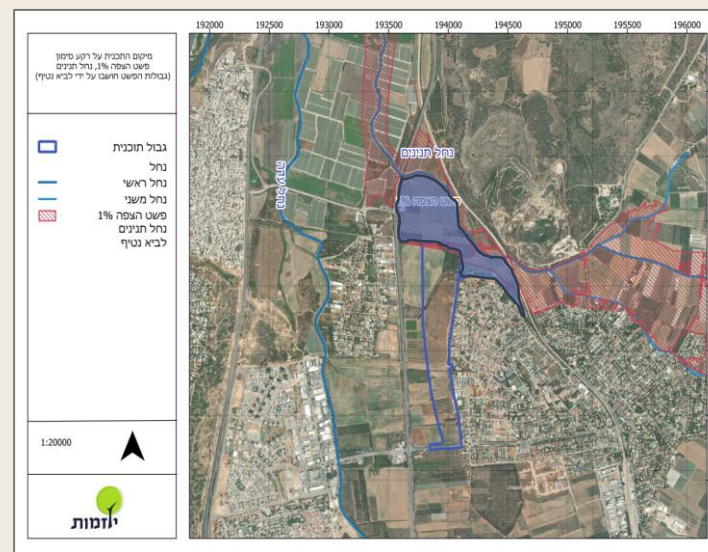 192000 192500 193000 193500 194000 194500 195000 195500 196000
מיקום התכנית על רקע סימון
פשט הצפה 1%, נחל תנינים
(גבולות הפשט חושבו על ידי לביא נטיף)
גבול תוכנית
נחל
נחל ראשי
נחל משני
פשט הצפה 1%
נחל תנינים
לביא נטיף
1:20000
יוזמות
נחל תנינים
נחל עדה
פשט הצפה 1%